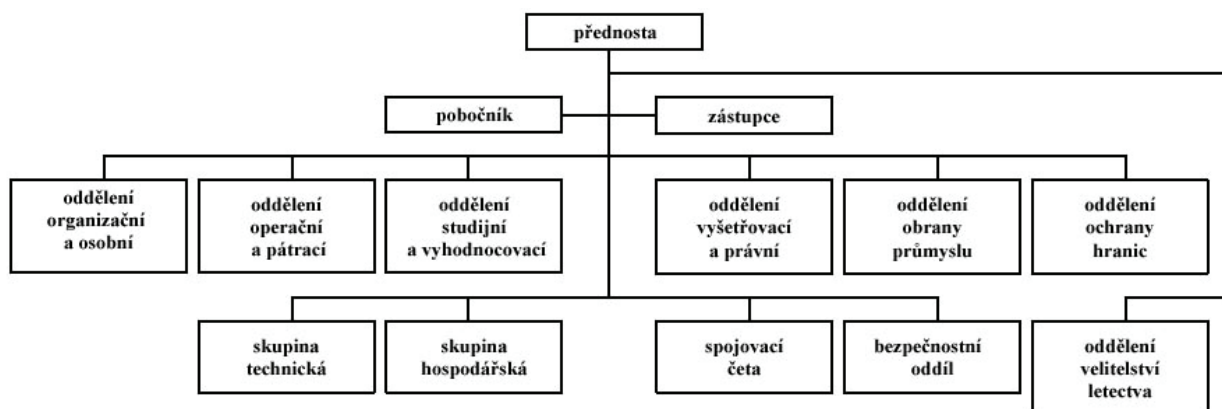 přednosta
pobočník
zástupce
oddělení
organizační
a osobní
oddělení
operační
a pátrací
oddělení
studijní
a vyhodnocovací
oddělení
vyšetřovací
a právní
oddělení
obrany
průmyslu
oddělení
ochrany
hranic
skupina
technická
skupina
hospodářská
spojovací
četa
bezpečnostní
oddíl
oddělení
velitelství
letectva